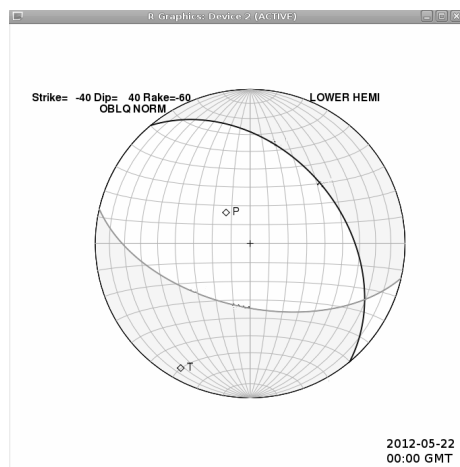 R Graphics: Device 2 (ACTIVE)
Strike= -40 Dip= 40 Rake=-60
OBLQ NORM
LOWER HEMI
P
T
2012-05-22
00:00 GMT